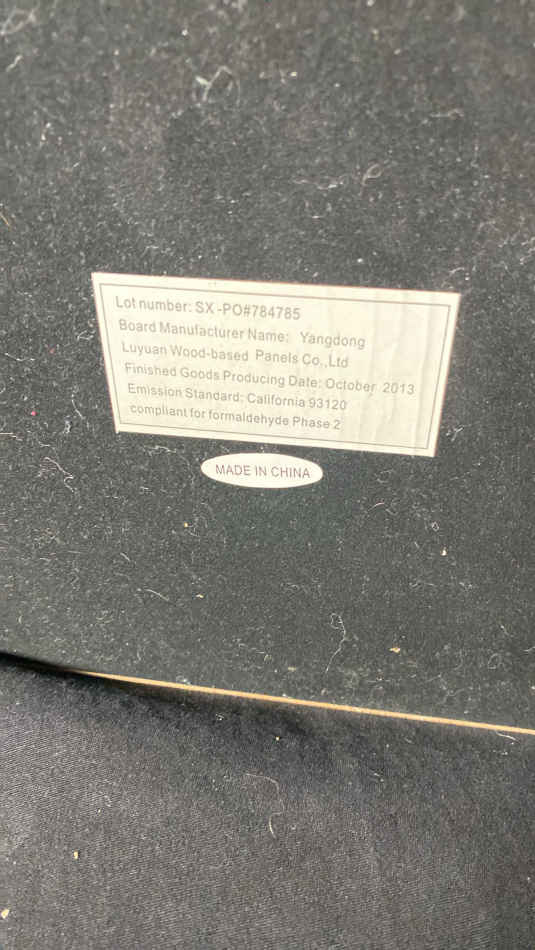 Lot number: SX-PO#784785
Board Manufacturer Name: Yangdong
Luyuan Wood-based Panels Co.,Ltd
Finished Goods Producing Date: October 2013
Emission Standard: California 93120
compliant for formaldehyde Phase 2
MADE IN CHINA